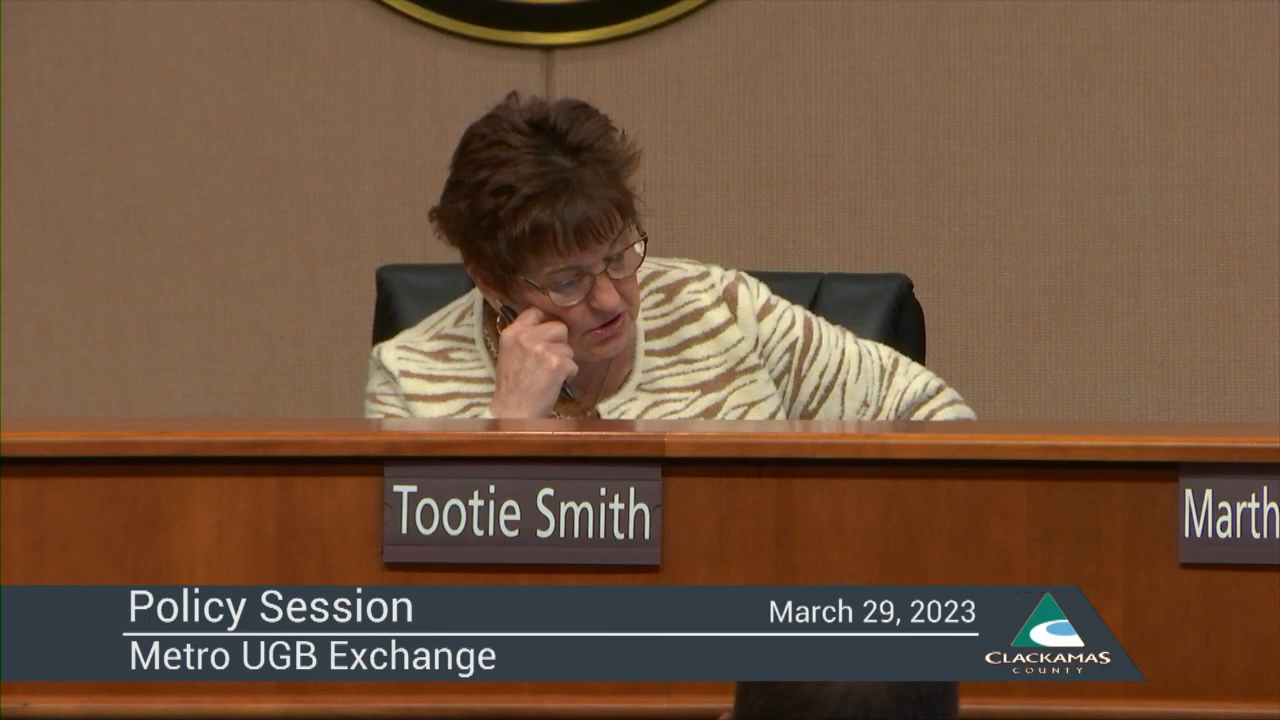 Tootie Smith
Marth
Policy Session
March 29, 2023
Metro UGB Exchange
CLACKAMAS
COUNTY